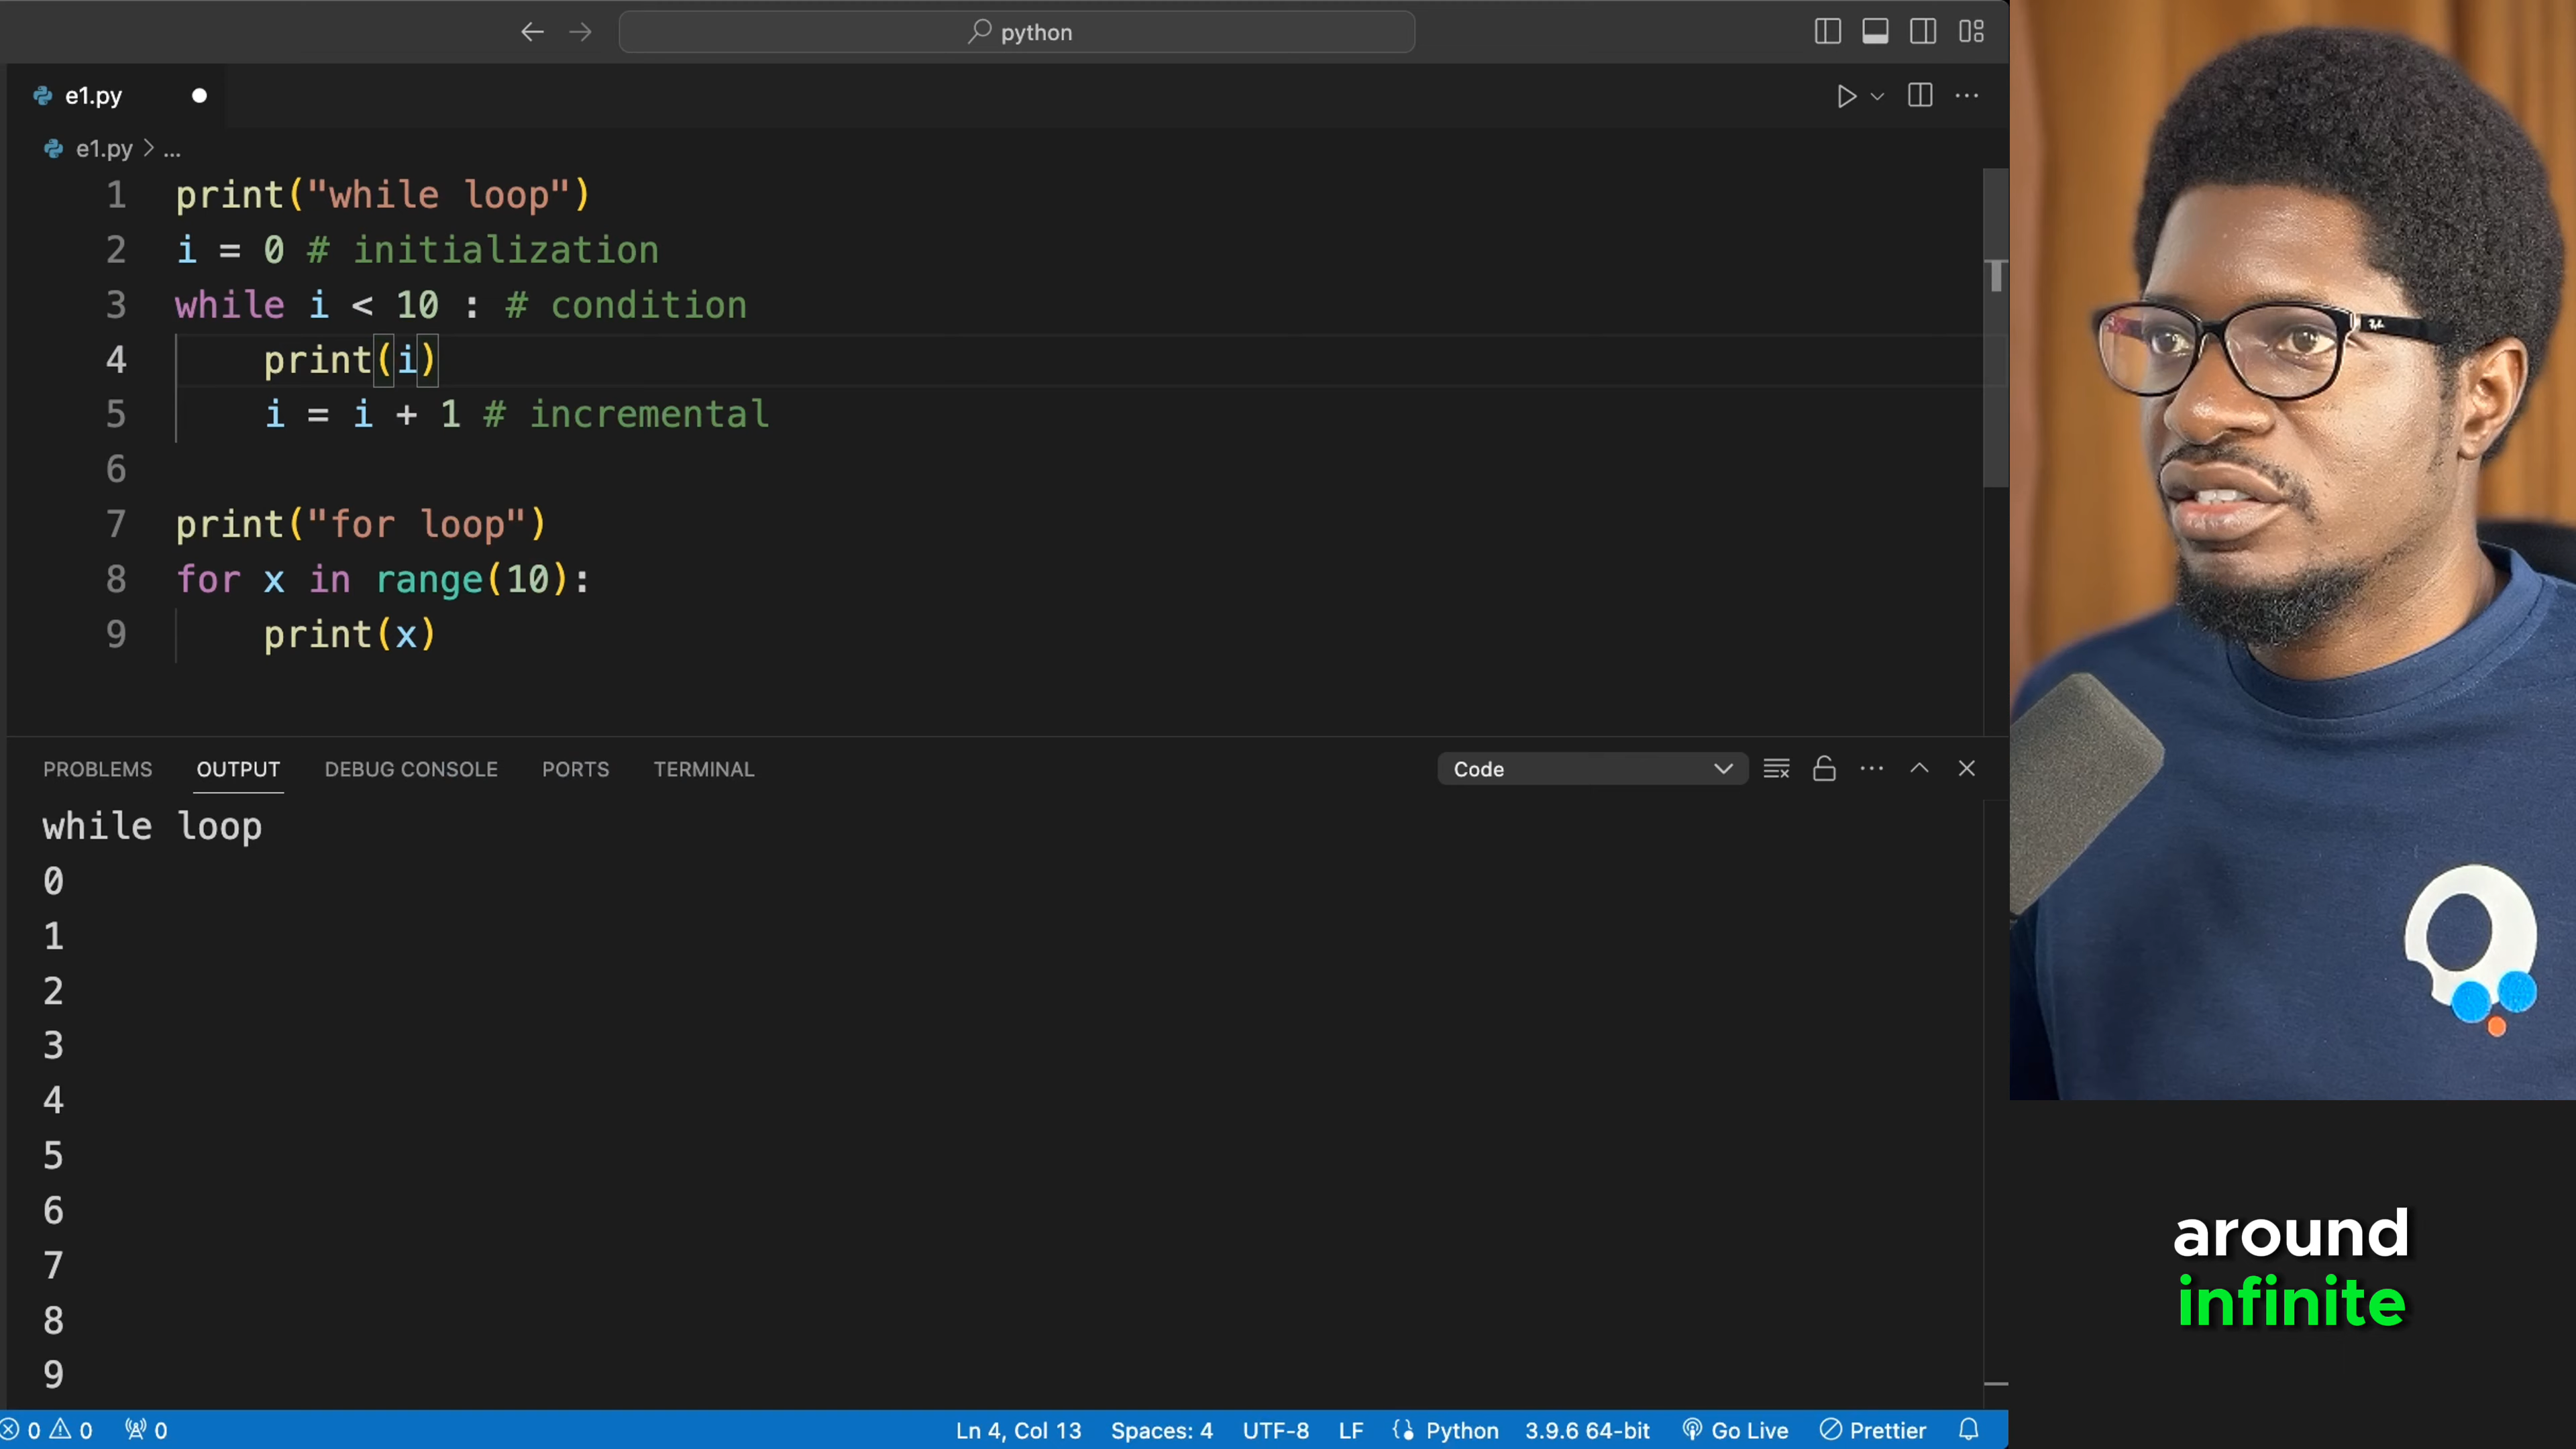 python
e1.py
e1.py > ...
1 print("while loop")
2 i = 0 # initialization
3 while i < 10 : # condition
4 print(i)
5 i = i + 1 # incremental
6
7 print("for loop")
8 for x in range(10):
9 print(x)
PROBLEMS OUTPUT DEBUG CONSOLE PORTS TERMINAL Code
while loop
0
1
2
3
4
5
6
7
8
9
0 0 0 Ln 4, Col 13 Spaces: 4 UTF-8 LF Python 3.9.6 64-bit Go Live Prettier
around
infinite